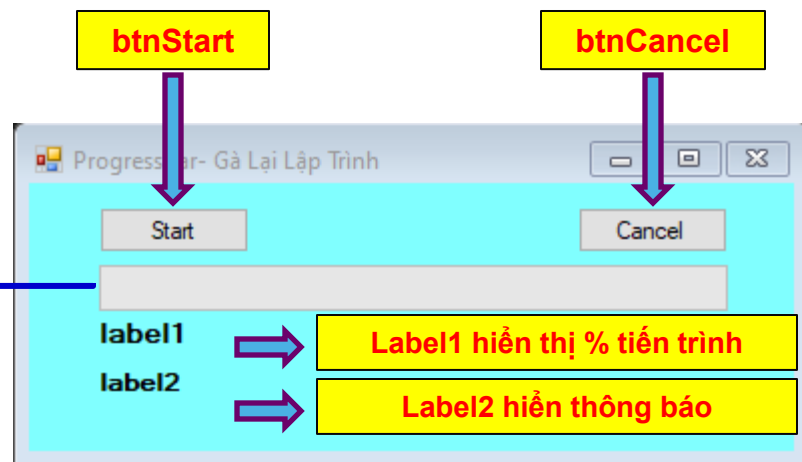 btnStart
btnCancel
Gà Lại Lập Trình
Start
Cancel
label1
Label1 hiển thị % tiến trình
label2
Label2 hiển thông báo